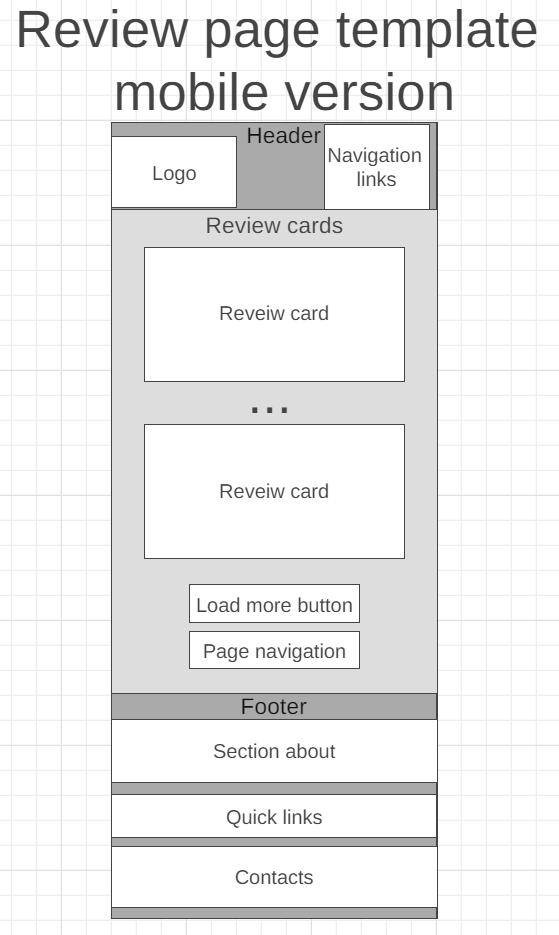 Review page template
mobile version
Header
Logo
Navigation
links
Review cards
Reveiw card
...
Reveiw card
Load more button
Page navigation
Footer
Section about
Quick links
Contacts